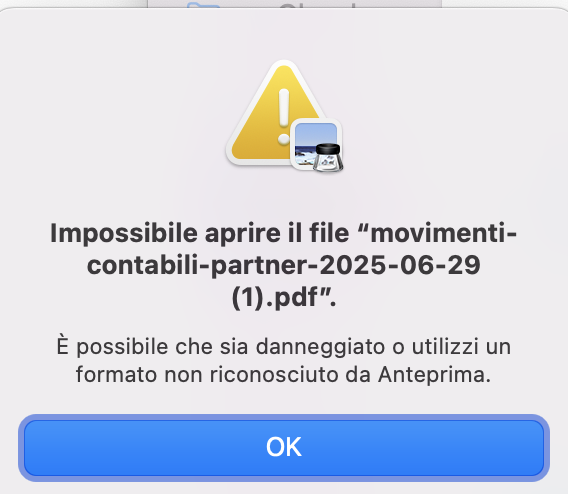 Impossibile aprire il file “movimenti-
contabili-partner-2025-06-29
(1).pdf”.
È possibile che sia danneggiato o utilizzi un
formato non riconosciuto da Anteprima.
OK